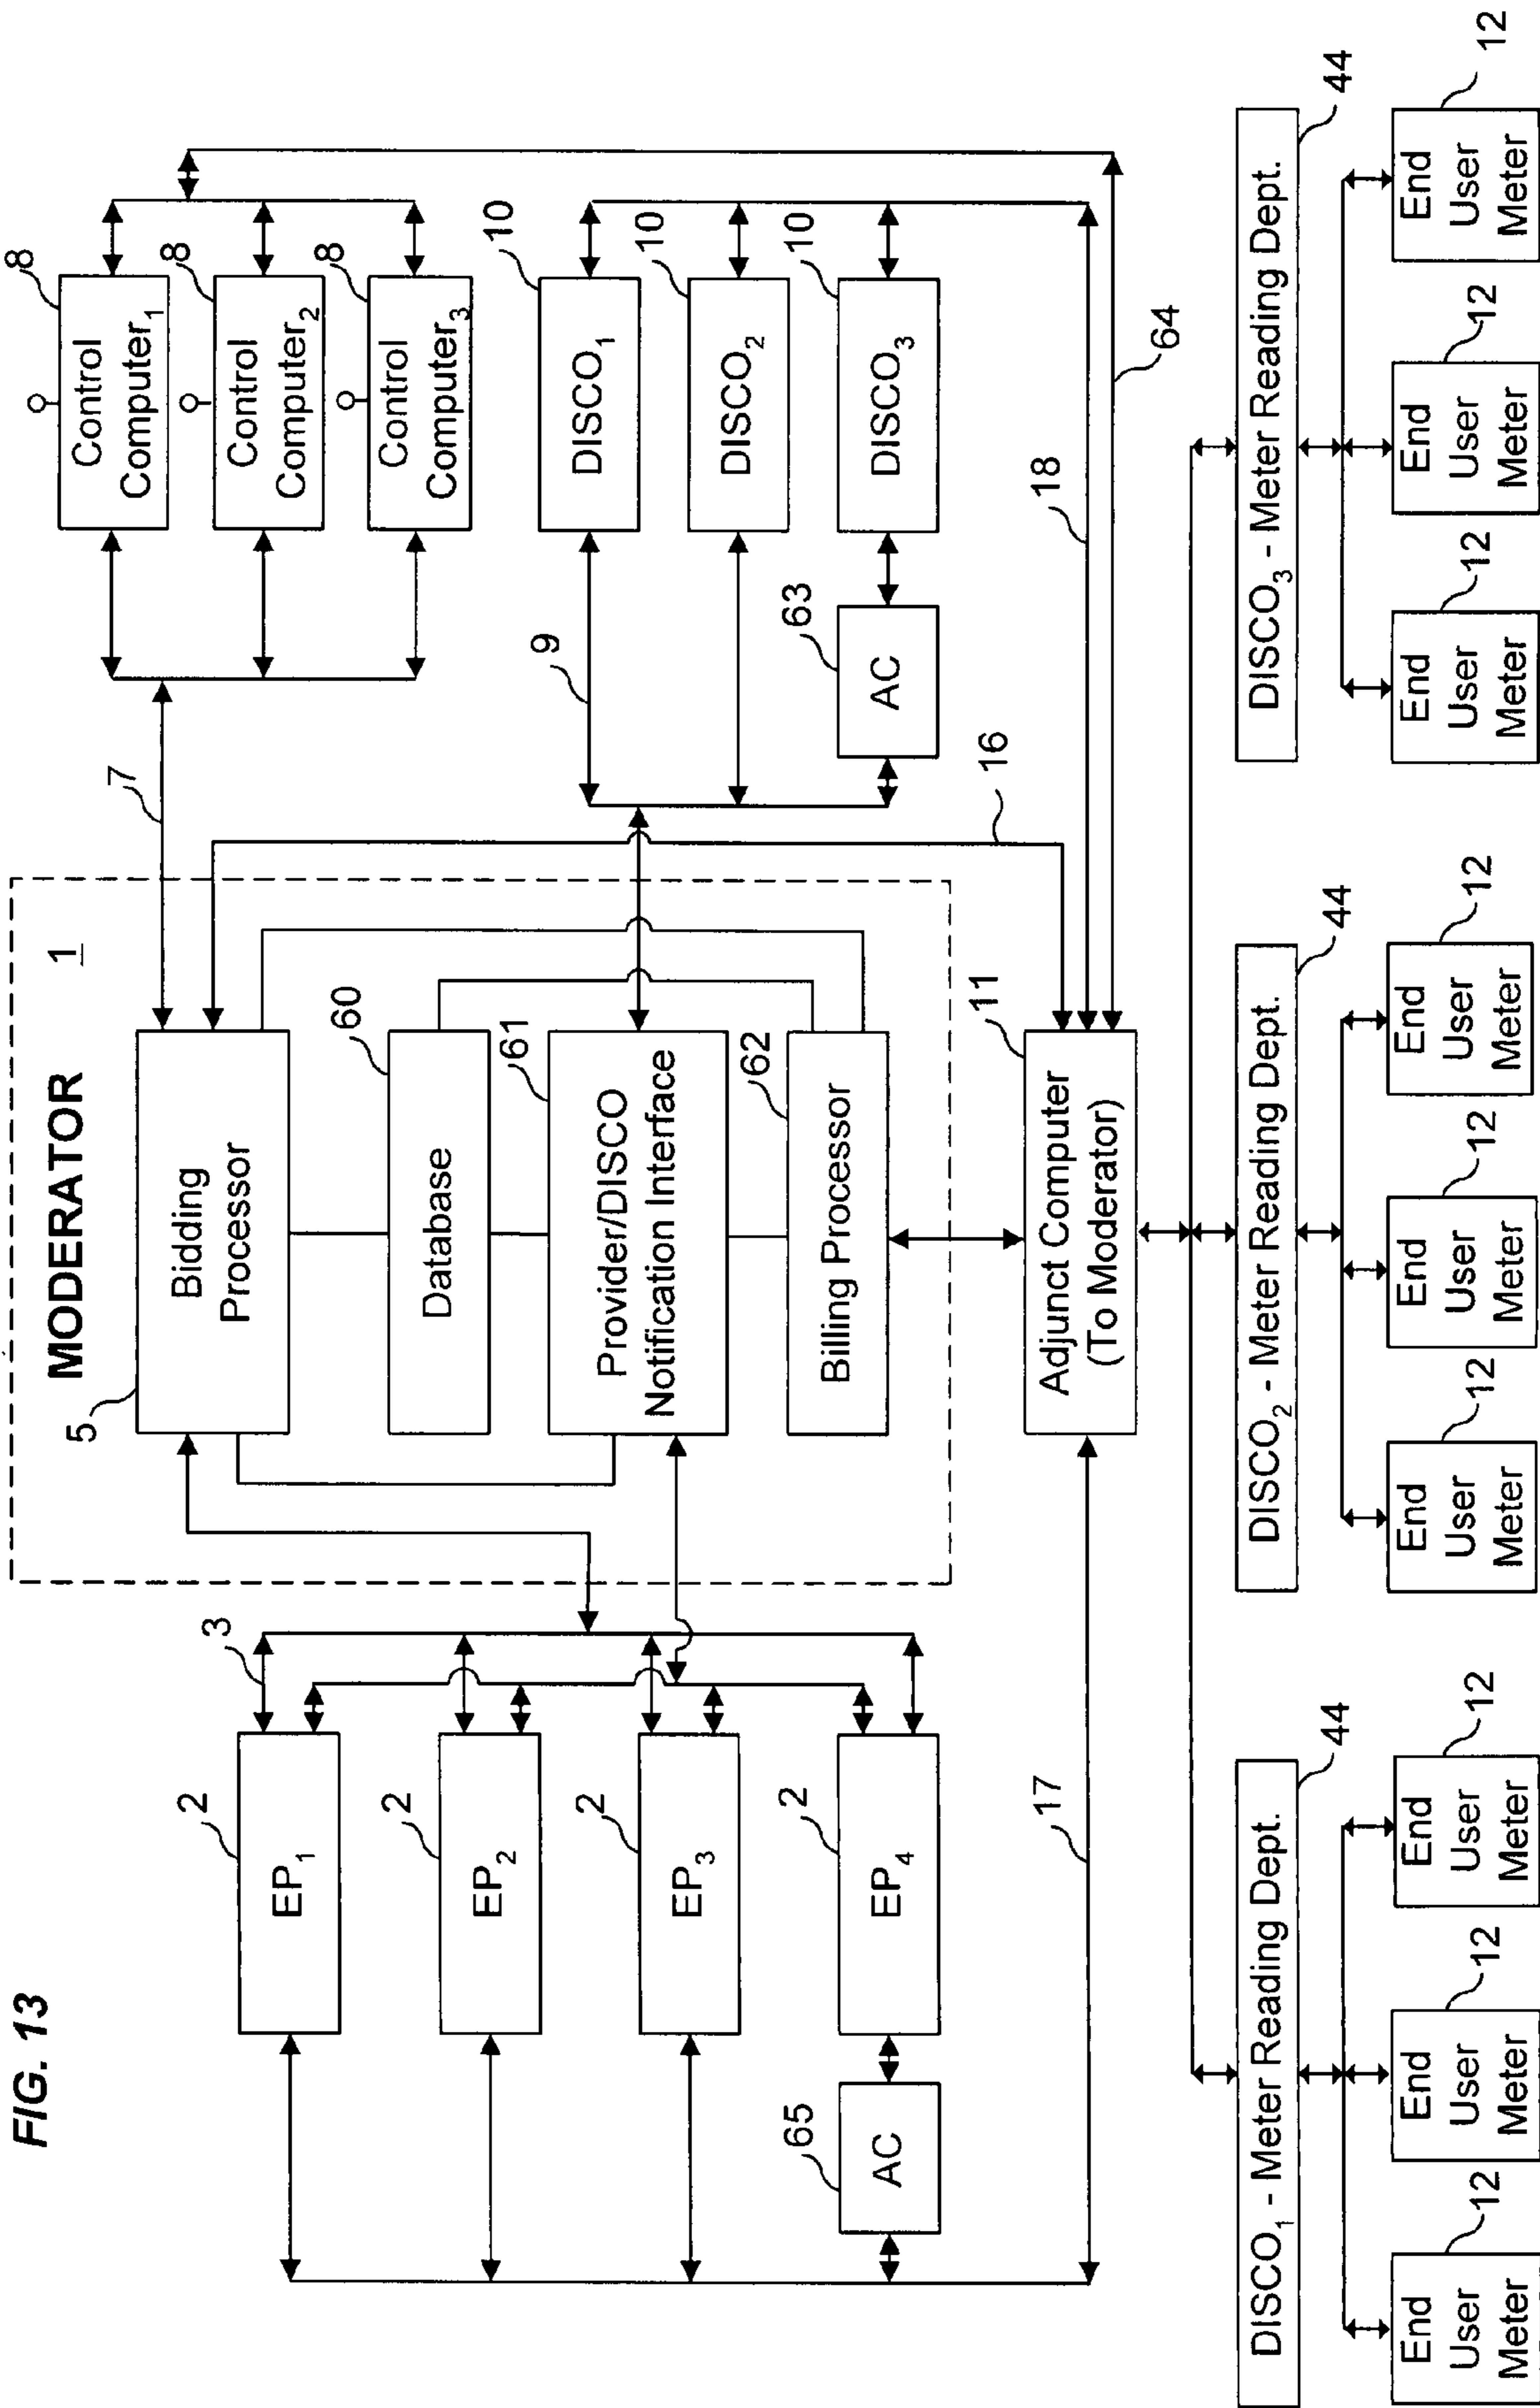 FIG. 13
MODERATOR
1
5
Bidding
Processor
60
Database
61
Provider/DISCO
Notification Interface
62
Billing Processor
3
2
EP1
2
EP2
2
EP3
2
EP4
65
AC
17
7
8
Control
Computer1
8
Control
Computer2
8
Control
Computer3
9
10
DISCO1
10
DISCO2
10
DISCO3
63
AC
16
18
64
11
Adjunct Computer
(To Moderator)
44
DISCO1 - Meter Reading Dept.
12
End
User
Meter
12
End
User
Meter
12
End
User
Meter
44
DISCO2 - Meter Reading Dept.
12
End
User
Meter
12
End
User
Meter
12
End
User
Meter
44
DISCO3 - Meter Reading Dept.
12
End
User
Meter
12
End
User
Meter
12
End
User
Meter